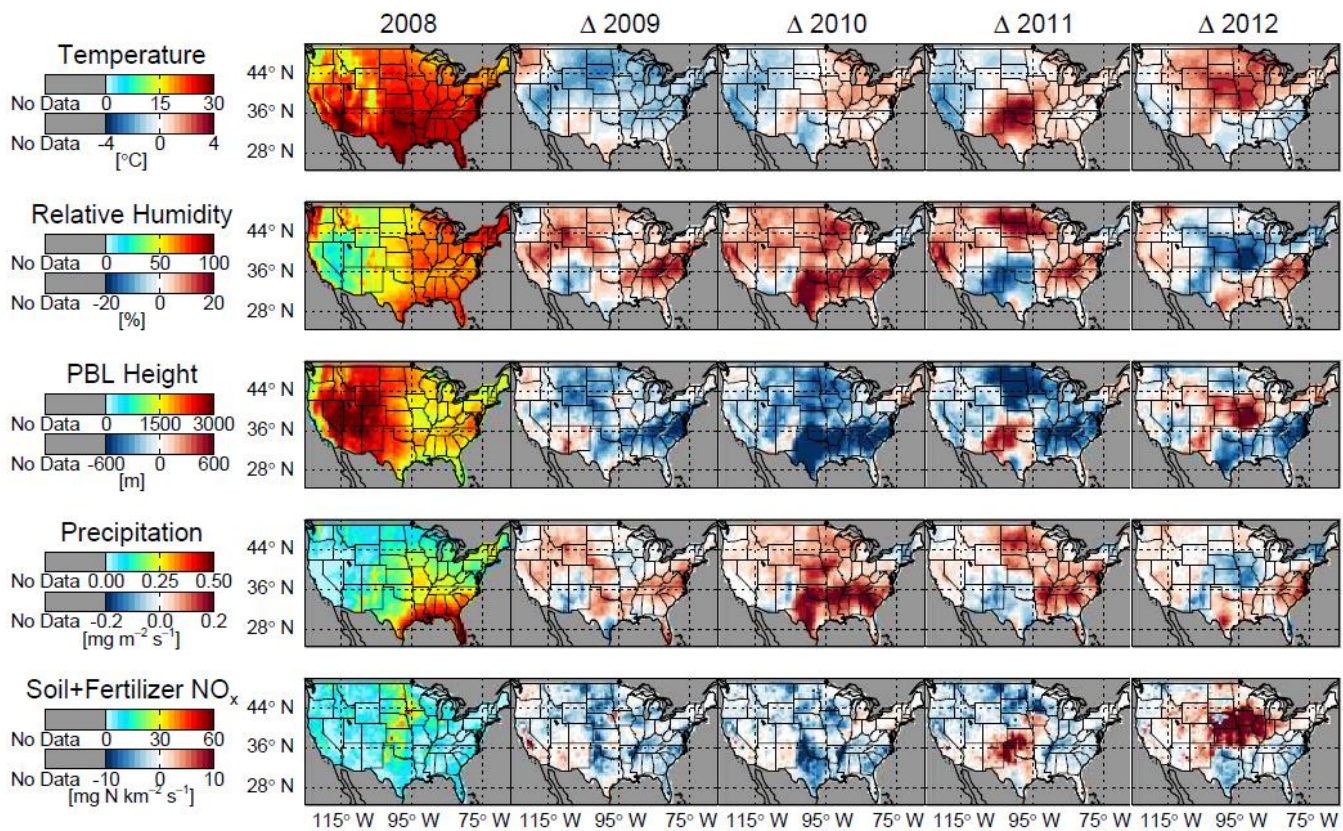 2008 Δ 2009 Δ 2010 Δ 2011 Δ 2012
Temperature
No Data 0 15 30
No Data -4 0 4
[°C]
44° N
36° N
28° N
Relative Humidity
No Data 0 50 100
No Data -20 0 20
[%]
44° N
36° N
28° N
PBL Height
No Data 0 1500 3000
No Data -600 0 600
[m]
44° N
36° N
28° N
Precipitation
No Data 0.00 0.25 0.50
No Data -0.2 0.0 0.2
[mg m⁻² s⁻¹]
44° N
36° N
28° N
Soil+Fertilizer NOₓ
No Data 0 30 60
No Data -10 0 10
[mg N km⁻² s⁻¹]
44° N
36° N
28° N
115° W 95° W 75° W 115° W 95° W 75° W 115° W 95° W 75° W 115° W 95° W 75° W 115° W 95° W 75° W